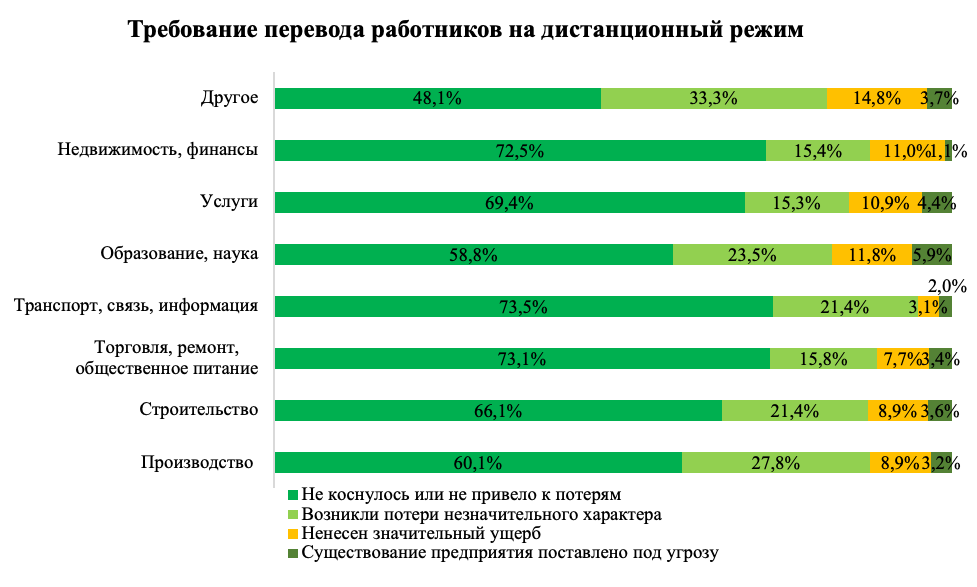 Требование перевода работников на дистанционный режим
Другое
48,1% 33,3% 14,8% 3,7%
Недвижимость, финансы
72,5% 15,4% 11,0% 1,1%
Услуги
69,4% 15,3% 10,9% 4,4%
Образование, наука
58,8% 23,5% 11,8% 5,9%
Транспорт, связь, информация
73,5% 21,4% 3,1% 2,0%
Торговля, ремонт,
общественное питание
73,1% 15,8% 7,7% 3,4%
Строительство
66,1% 21,4% 8,9% 3,6%
Производство
60,1% 27,8% 8,9% 3,2%
Не коснулось или не привело к потерям
Возникли потери незначительного характера
Ненесен значительный ущерб
Существование предприятия поставлено под угрозу